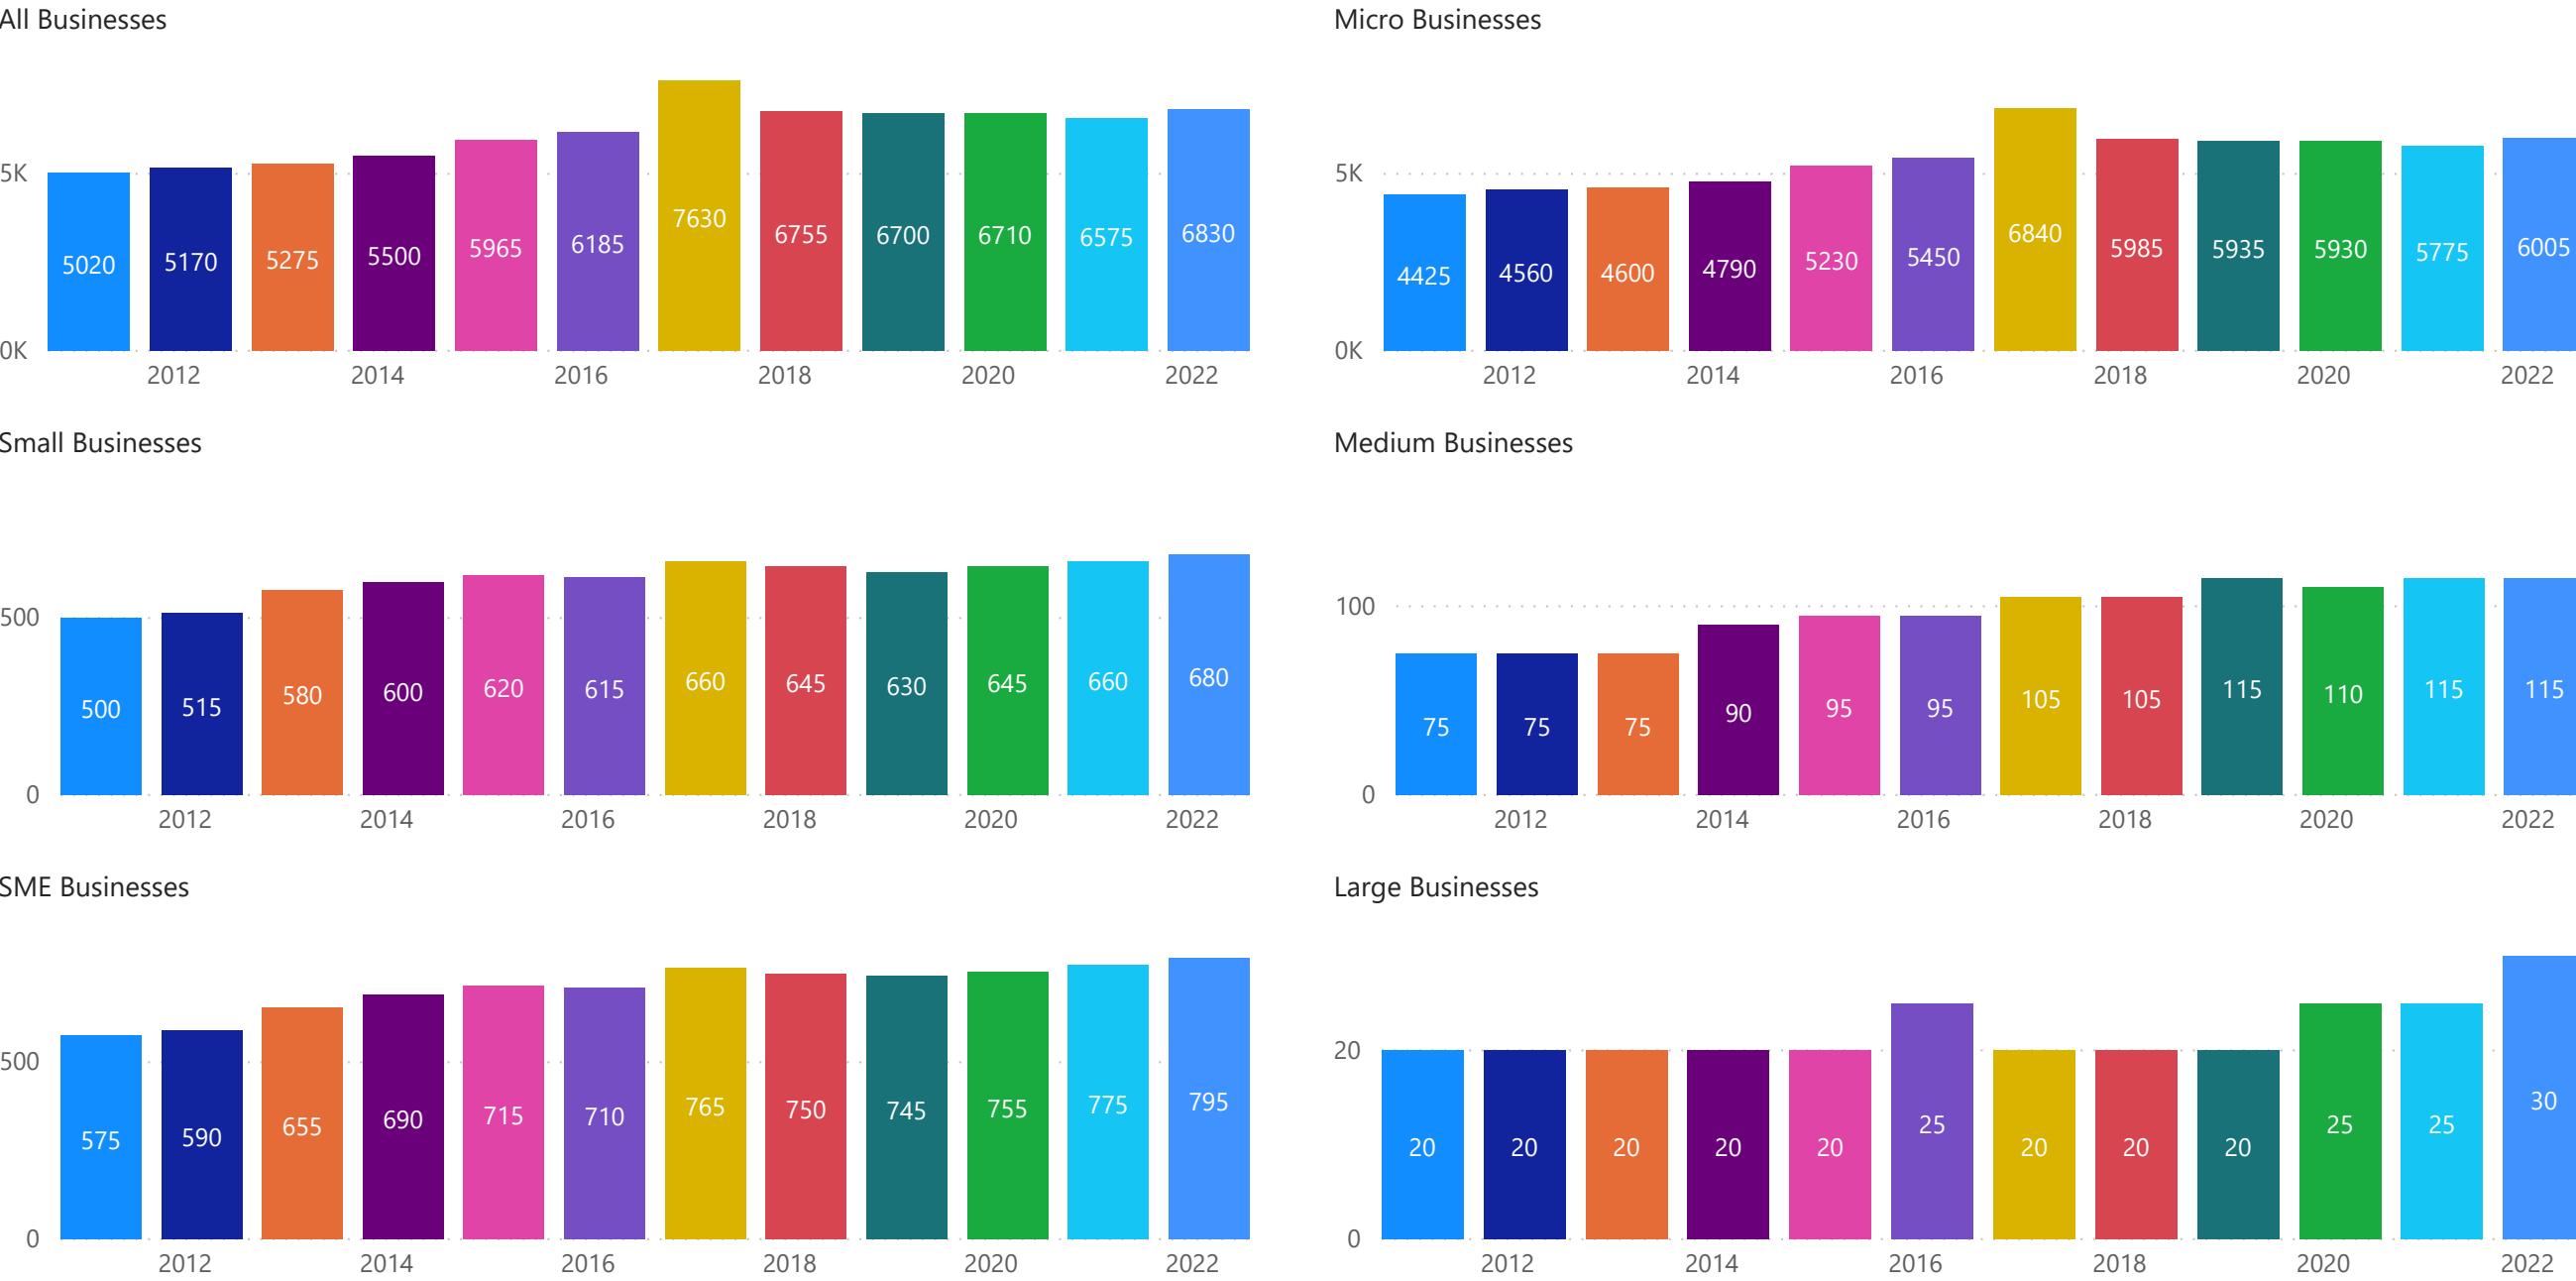 All Businesses
5K
0K
5020 5170 5275 5500 5965 6185 7630 6755 6700 6710 6575 6830
2012 2014 2016 2018 2020 2022
Micro Businesses
5K
0K
4425 4560 4600 4790 5230 5450 6840 5985 5935 5930 5775 6005
2012 2014 2016 2018 2020 2022
Small Businesses
500
0
500 515 580 600 620 615 660 645 630 645 660 680
2012 2014 2016 2018 2020 2022
Medium Businesses
100
0
75 75 75 90 95 95 105 105 115 110 115 115
2012 2014 2016 2018 2020 2022
SME Businesses
500
0
575 590 655 690 715 710 765 750 745 755 775 795
2012 2014 2016 2018 2020 2022
Large Businesses
20
0
20 20 20 20 20 25 20 20 20 25 25 30
2012 2014 2016 2018 2020 2022